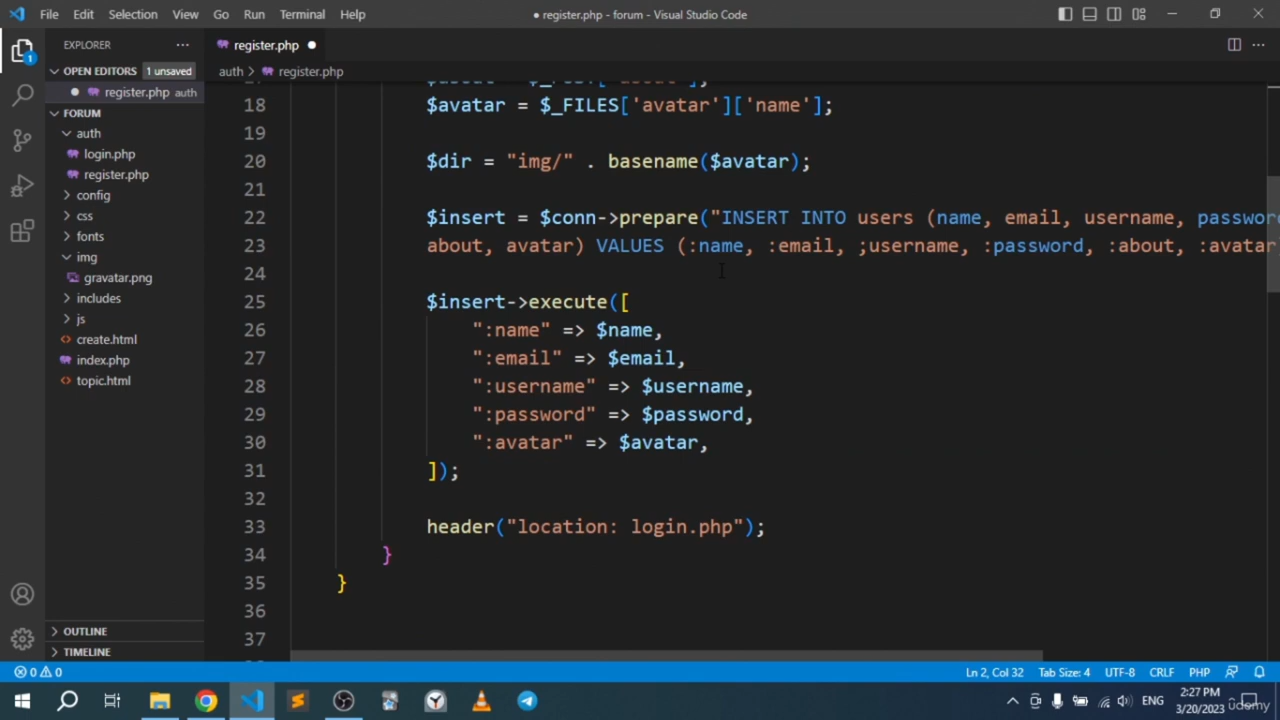 File Edit Selection View Go Run Terminal Help
● register.php - forum - Visual Studio Code
EXPLORER
register.php
OPEN EDITORS 1 unsaved
auth > register.php
register.php auth
FORUM
auth
login.php
register.php
config
css
fonts
img
gravatar.png
includes
js
create.html
index.php
topic.html
OUTLINE
TIMELINE
18 $avatar = $_FILES['avatar']['name'];
19
20 $dir = "img/" . basename($avatar);
21
22 $insert = $conn->prepare("INSERT INTO users (name, email, username, password
23 about, avatar) VALUES (:name, :email, ;username, :password, :about, :avatar
24
25 $insert->execute([
26 ":name" => $name,
27 ":email" => $email,
28 ":username" => $username,
29 ":password" => $password,
30 ":avatar" => $avatar,
31 ]);
32
33 header("location: login.php");
34 }
35 }
36
37
0 0
Ln 2, Col 32 Tab Size: 4 UTF-8 CRLF PHP
ENG
2:27 PM
3/20/2023
udemy